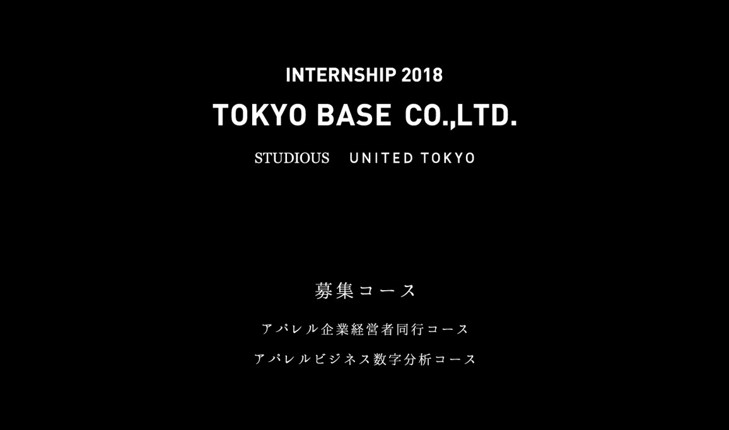 INTERNSHIP 2018
TOKYO BASE CO.,LTD.
STUDIOUS UNITED TOKYO
募集コース
アパレル企業経営者同行コース
アパレルビジネス数字分析コース